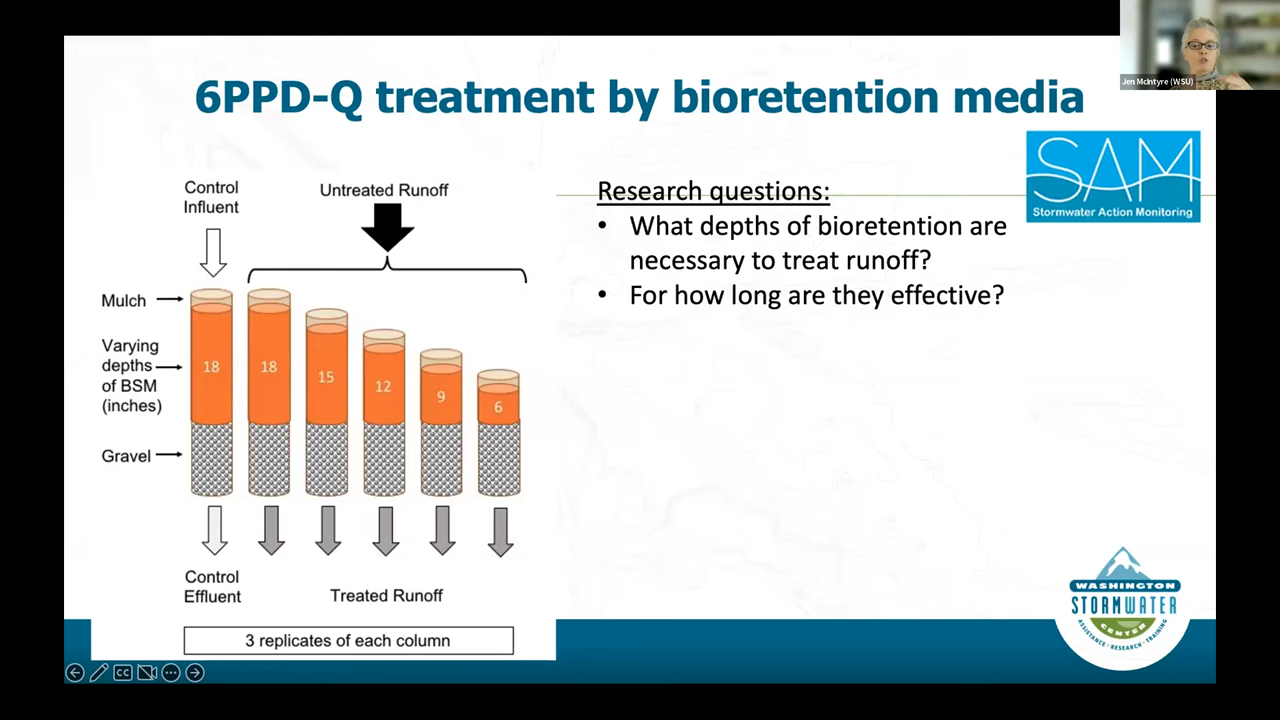 Jen McIntyre (WSU)
6PPD-Q treatment by bioretention media
SAM
Stormwater Action Monitoring
Control
Influent
Untreated Runoff
Mulch
Varying
depths
of BSM
(inches)
Gravel
18
18
15
12
9
6
Control
Effluent
Treated Runoff
3 replicates of each column
Research questions:
• What depths of bioretention are
necessary to treat runoff?
• For how long are they effective?
WASHINGTON
STORMWATER
CENTER
ASSISTANCE • RESEARCH • TRAINING
CC